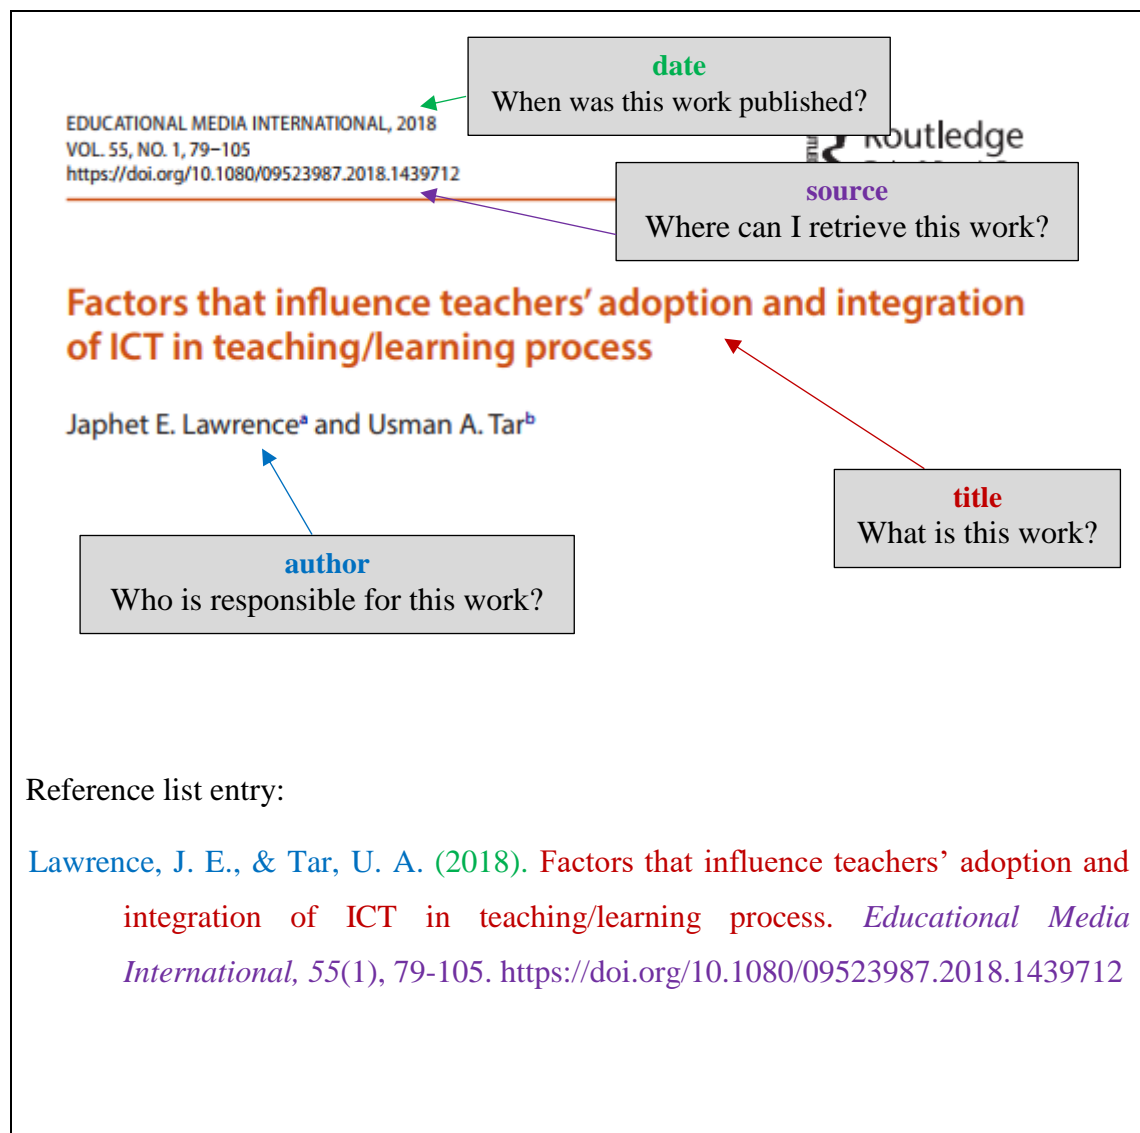 date
When was this work published?
EDUCATIONAL MEDIA INTERNATIONAL, 2018
VOL. 55, NO. 1, 79–105
https://doi.org/10.1080/09523987.2018.1439712
Routledge
source
Where can I retrieve this work?
Factors that influence teachers’ adoption and integration
of ICT in teaching/learning process
Japhet E. Lawrenceᵃ and Usman A. Tarᵇ
title
What is this work?
author
Who is responsible for this work?
Reference list entry:
Lawrence, J. E., & Tar, U. A. (2018). Factors that influence teachers’ adoption and
integration of ICT in teaching/learning process. Educational Media
International, 55(1), 79-105. https://doi.org/10.1080/09523987.2018.1439712